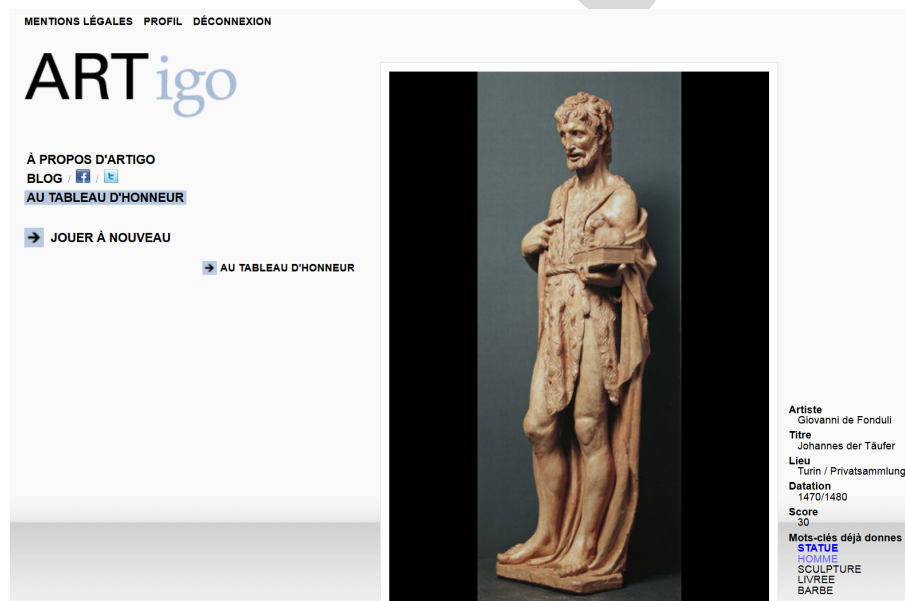 MENTIONS LÉGALES PROFIL DÉCONNEXION
ARTigo
À PROPOS D'ARTIGO
BLOG / f / t
AU TABLEAU D'HONNEUR
JOUER À NOUVEAU
AU TABLEAU D'HONNEUR
Artiste
Giovanni de Fonduli
Titre
Johannes der Täufer
Lieu
Turin / Privatsammlung
Datation
1470/1480
Score
30
Mots-clés déjà donnes
STATUE
HOMME
SCULPTURE
LIVREE
BARBE